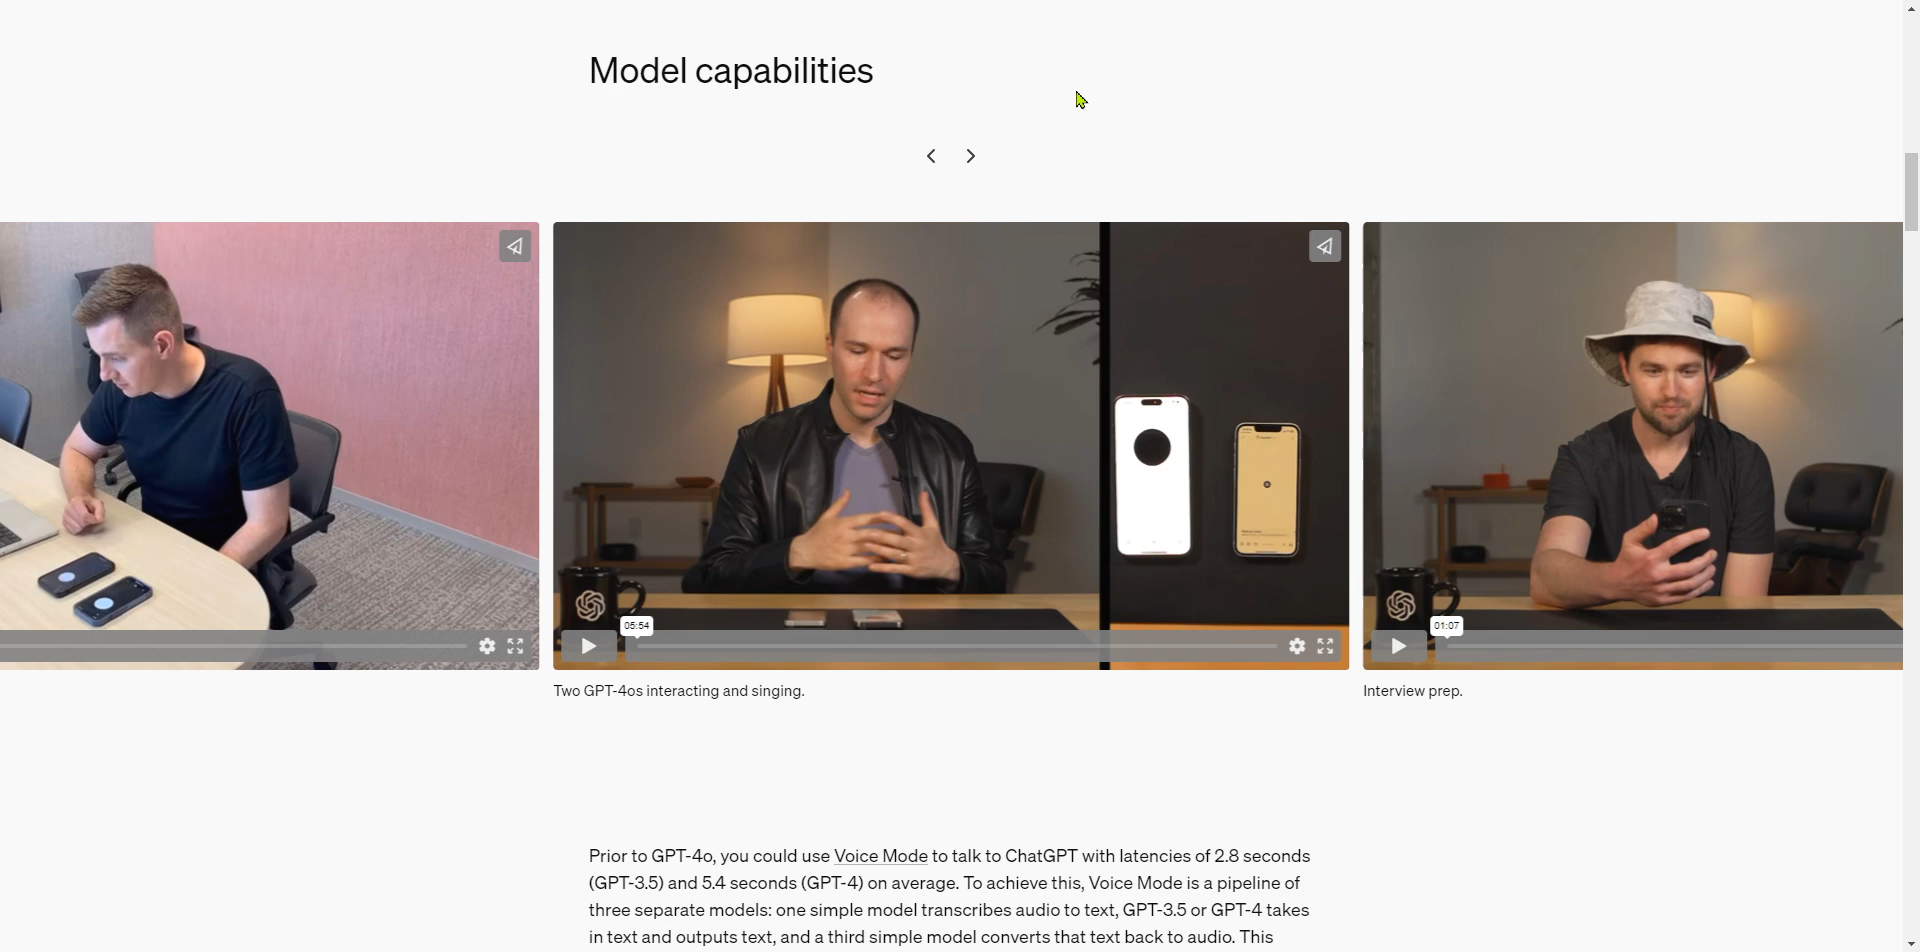 Model capabilities
05:54
01:07
Two GPT-4os interacting and singing.
Interview prep.
Prior to GPT-4o, you could use Voice Mode to talk to ChatGPT with latencies of 2.8 seconds
(GPT-3.5) and 5.4 seconds (GPT-4) on average. To achieve this, Voice Mode is a pipeline of
three separate models: one simple model transcribes audio to text, GPT-3.5 or GPT-4 takes
in text and outputs text, and a third simple model converts that text back to audio. This